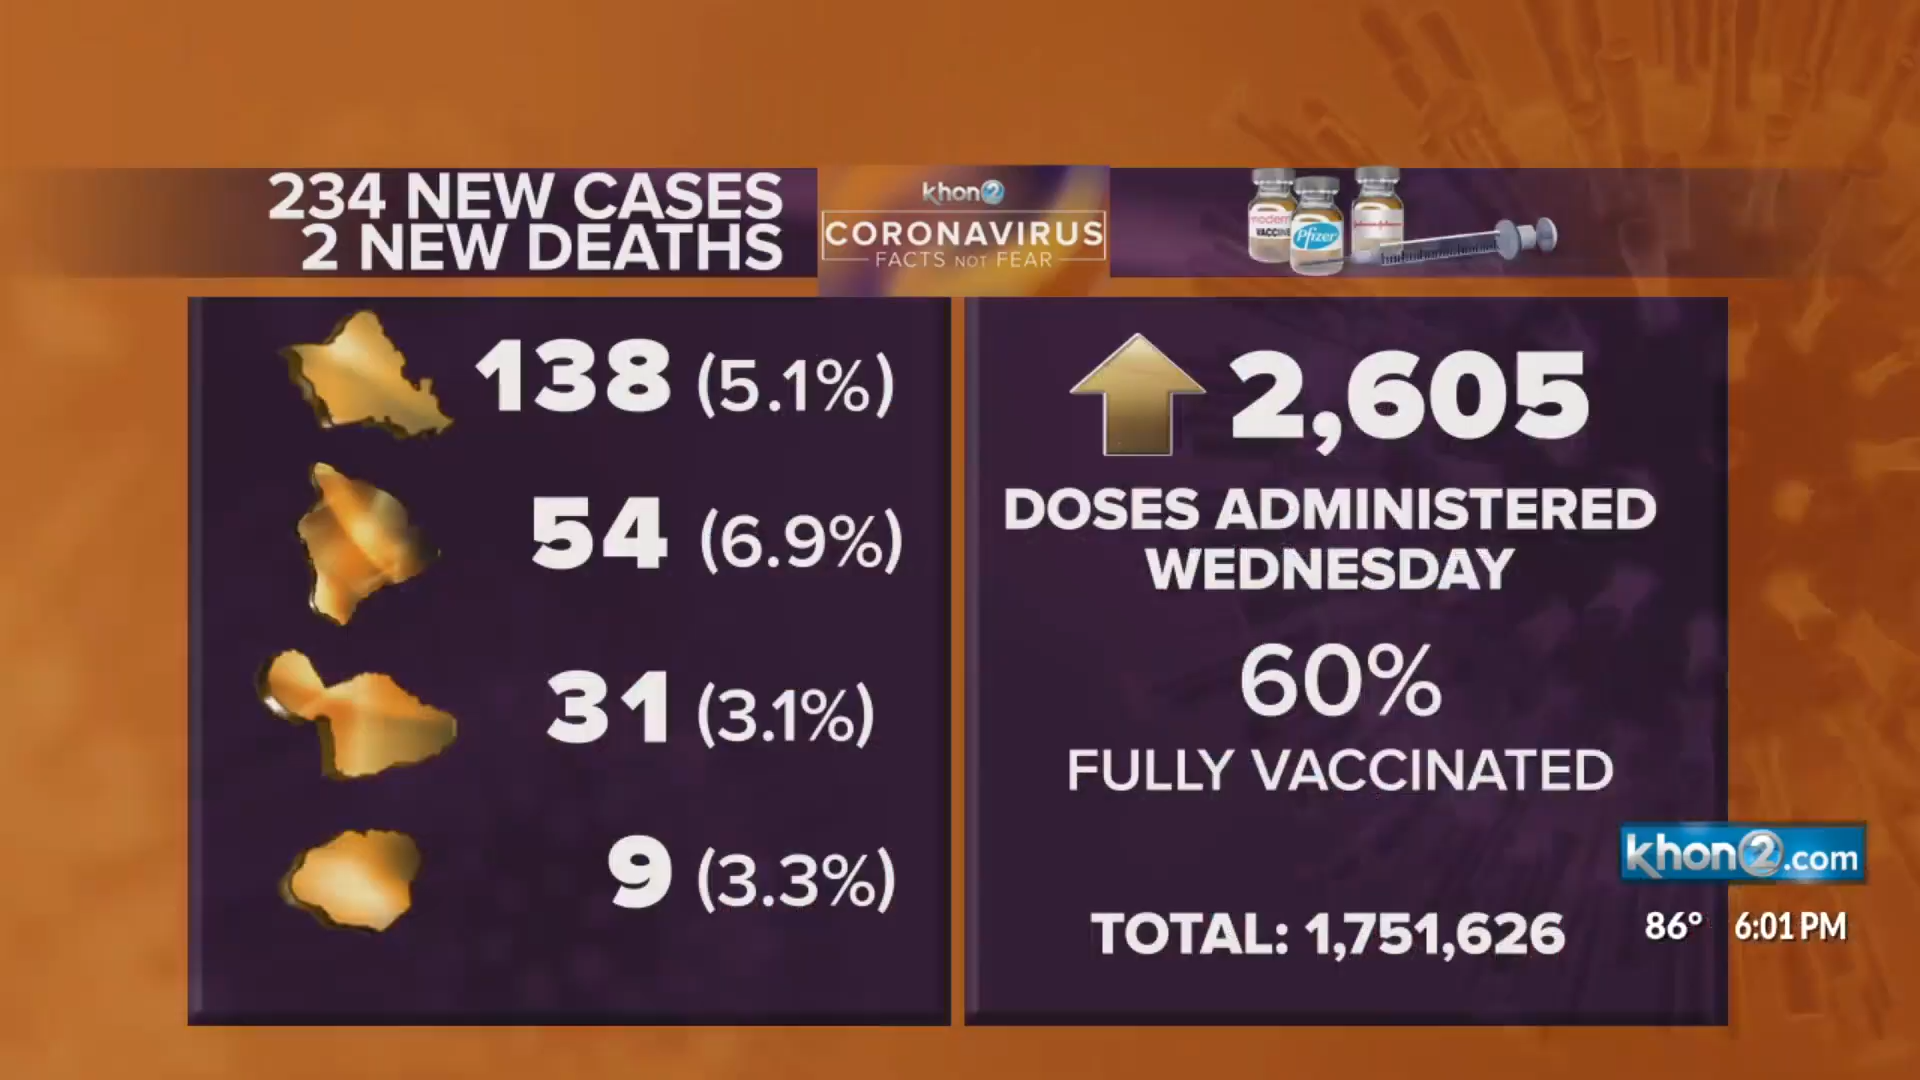 234 NEW CASES
2 NEW DEATHS
khon2
CORONAVIRUS
FACTS NOT FEAR
moderna
VACCINE
Pfizer
138 (5.1%)
54 (6.9%)
31 (3.1%)
9 (3.3%)
2,605
DOSES ADMINISTERED
WEDNESDAY
60%
FULLY VACCINATED
TOTAL: 1,751,626
khon2.com
86° 6:01 PM